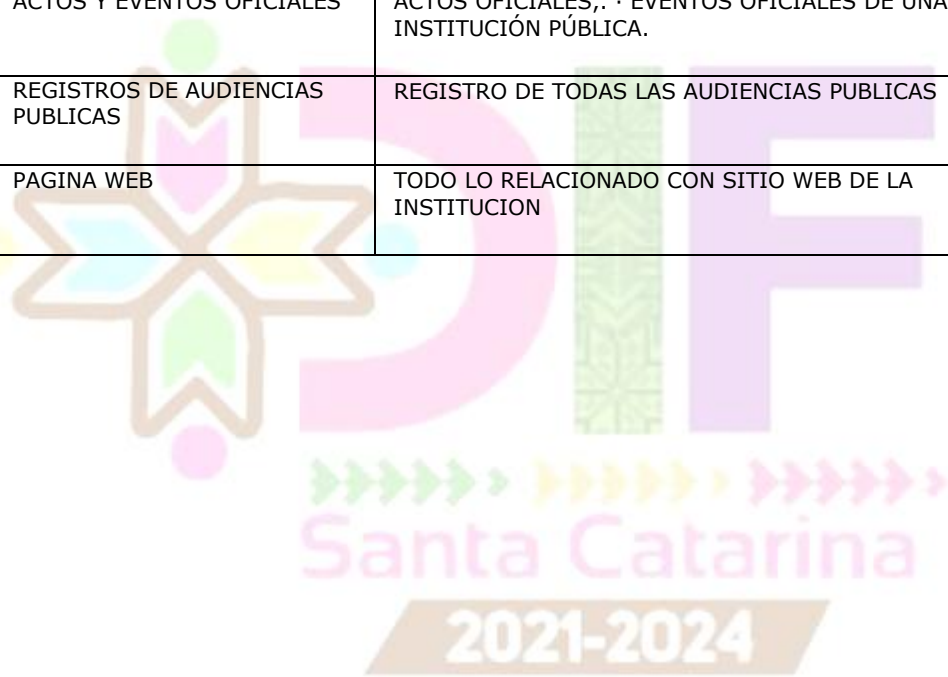 ACTOS Y EVENTOS OFICIALES
ACTOS OFICIALES,. · EVENTOS OFICIALES DE UNA
INSTITUCIÓN PÚBLICA.
REGISTROS DE AUDIENCIAS
PUBLICAS
REGISTRO DE TODAS LAS AUDIENCIAS PUBLICAS
PAGINA WEB
TODO LO RELACIONADO CON SITIO WEB DE LA
INSTITUCION
DIF
Santa Catarina
2021-2024